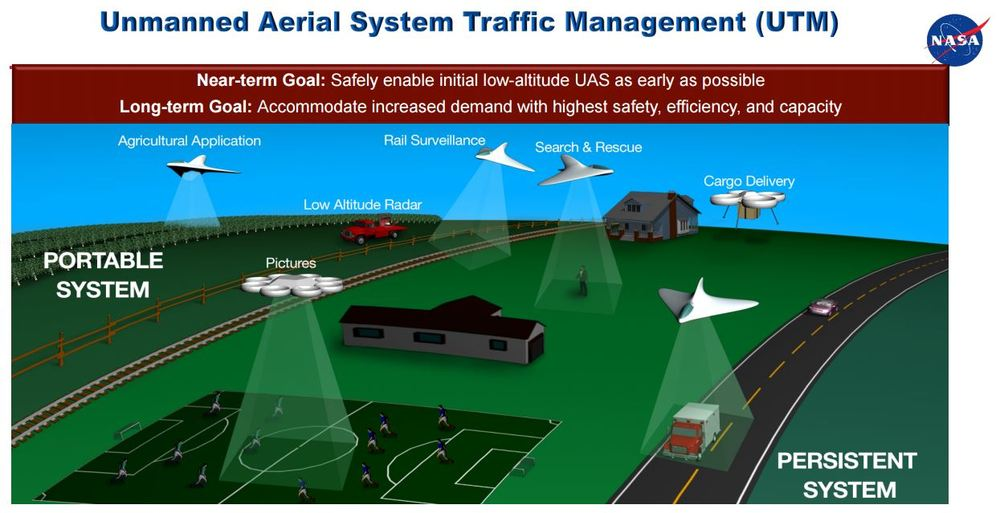 Unmanned Aerial System Traffic Management (UTM)
NASA
Near-term Goal: Safely enable initial low-altitude UAS as early as possible
Long-term Goal: Accommodate increased demand with highest safety, efficiency, and capacity
Agricultural Application
Rail Surveillance
Search & Rescue
Cargo Delivery
Low Altitude Radar
PORTABLE
SYSTEM
Pictures
PERSISTENT
SYSTEM